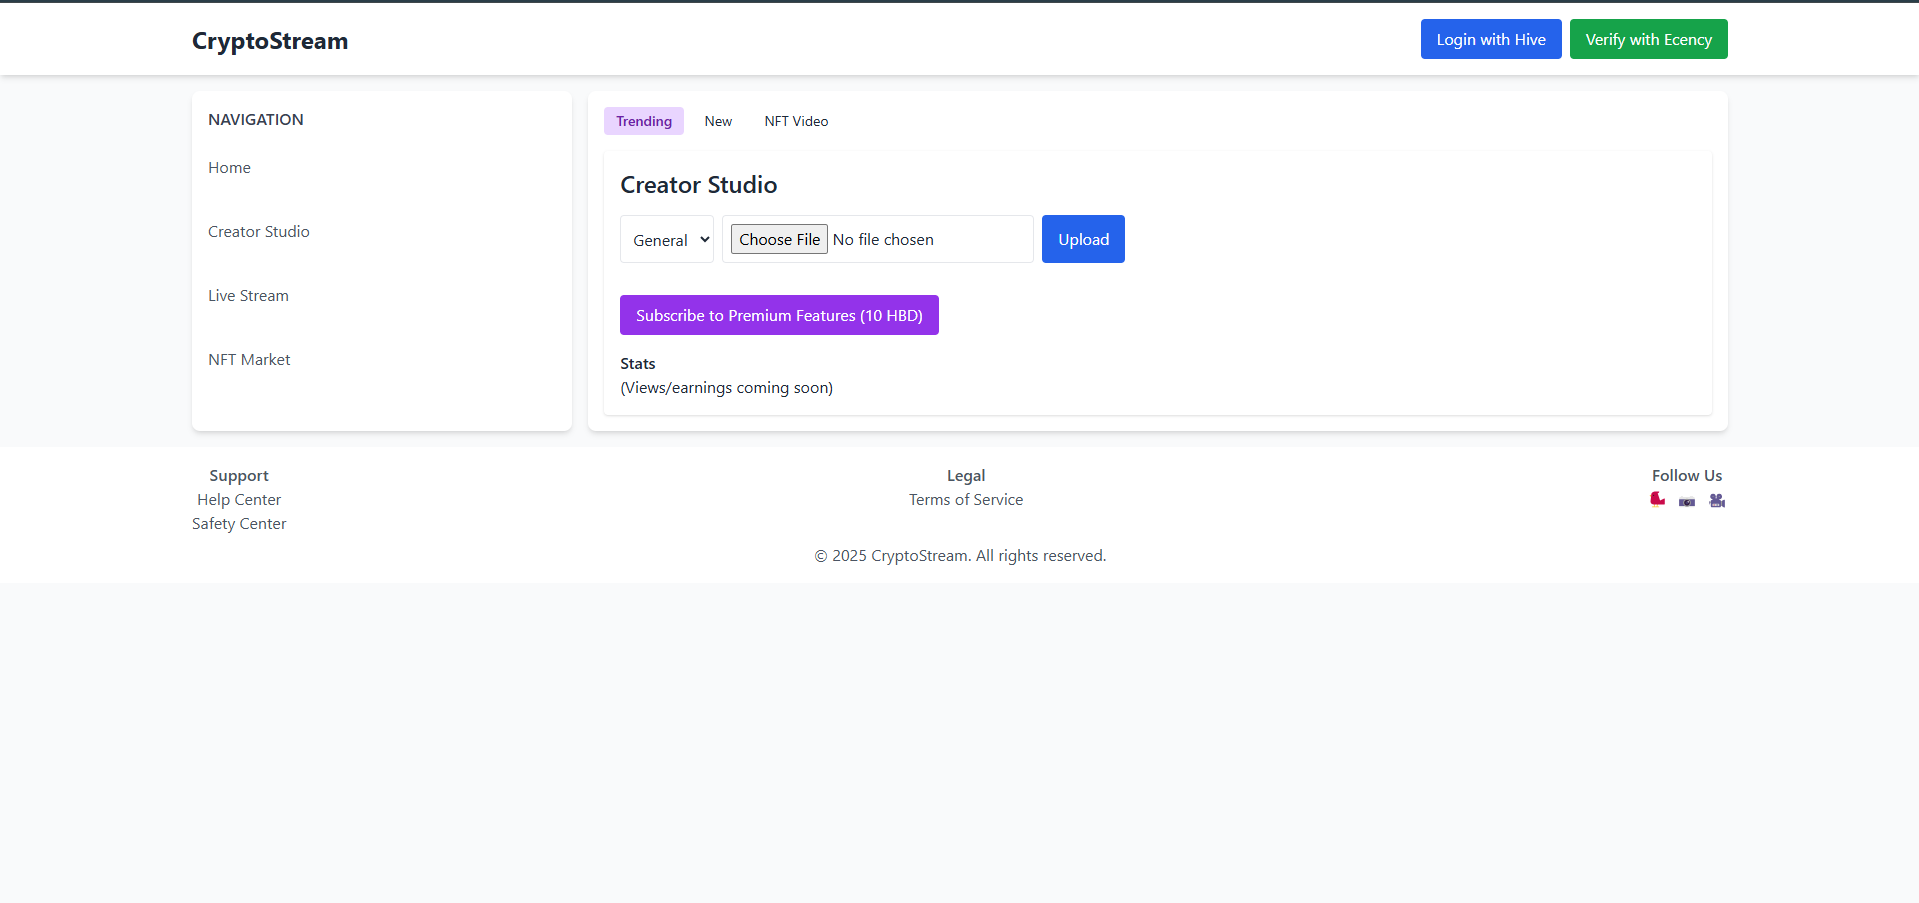 CryptoStream
Login with Hive
Verify with Ecency
NAVIGATION
Home
Creator Studio
Live Stream
NFT Market
Trending
New
NFT Video
Creator Studio
General
Choose File No file chosen
Upload
Subscribe to Premium Features (10 HBD)
Stats
(Views/earnings coming soon)
Support
Help Center
Safety Center
Legal
Terms of Service
Follow Us
© 2025 CryptoStream. All rights reserved.